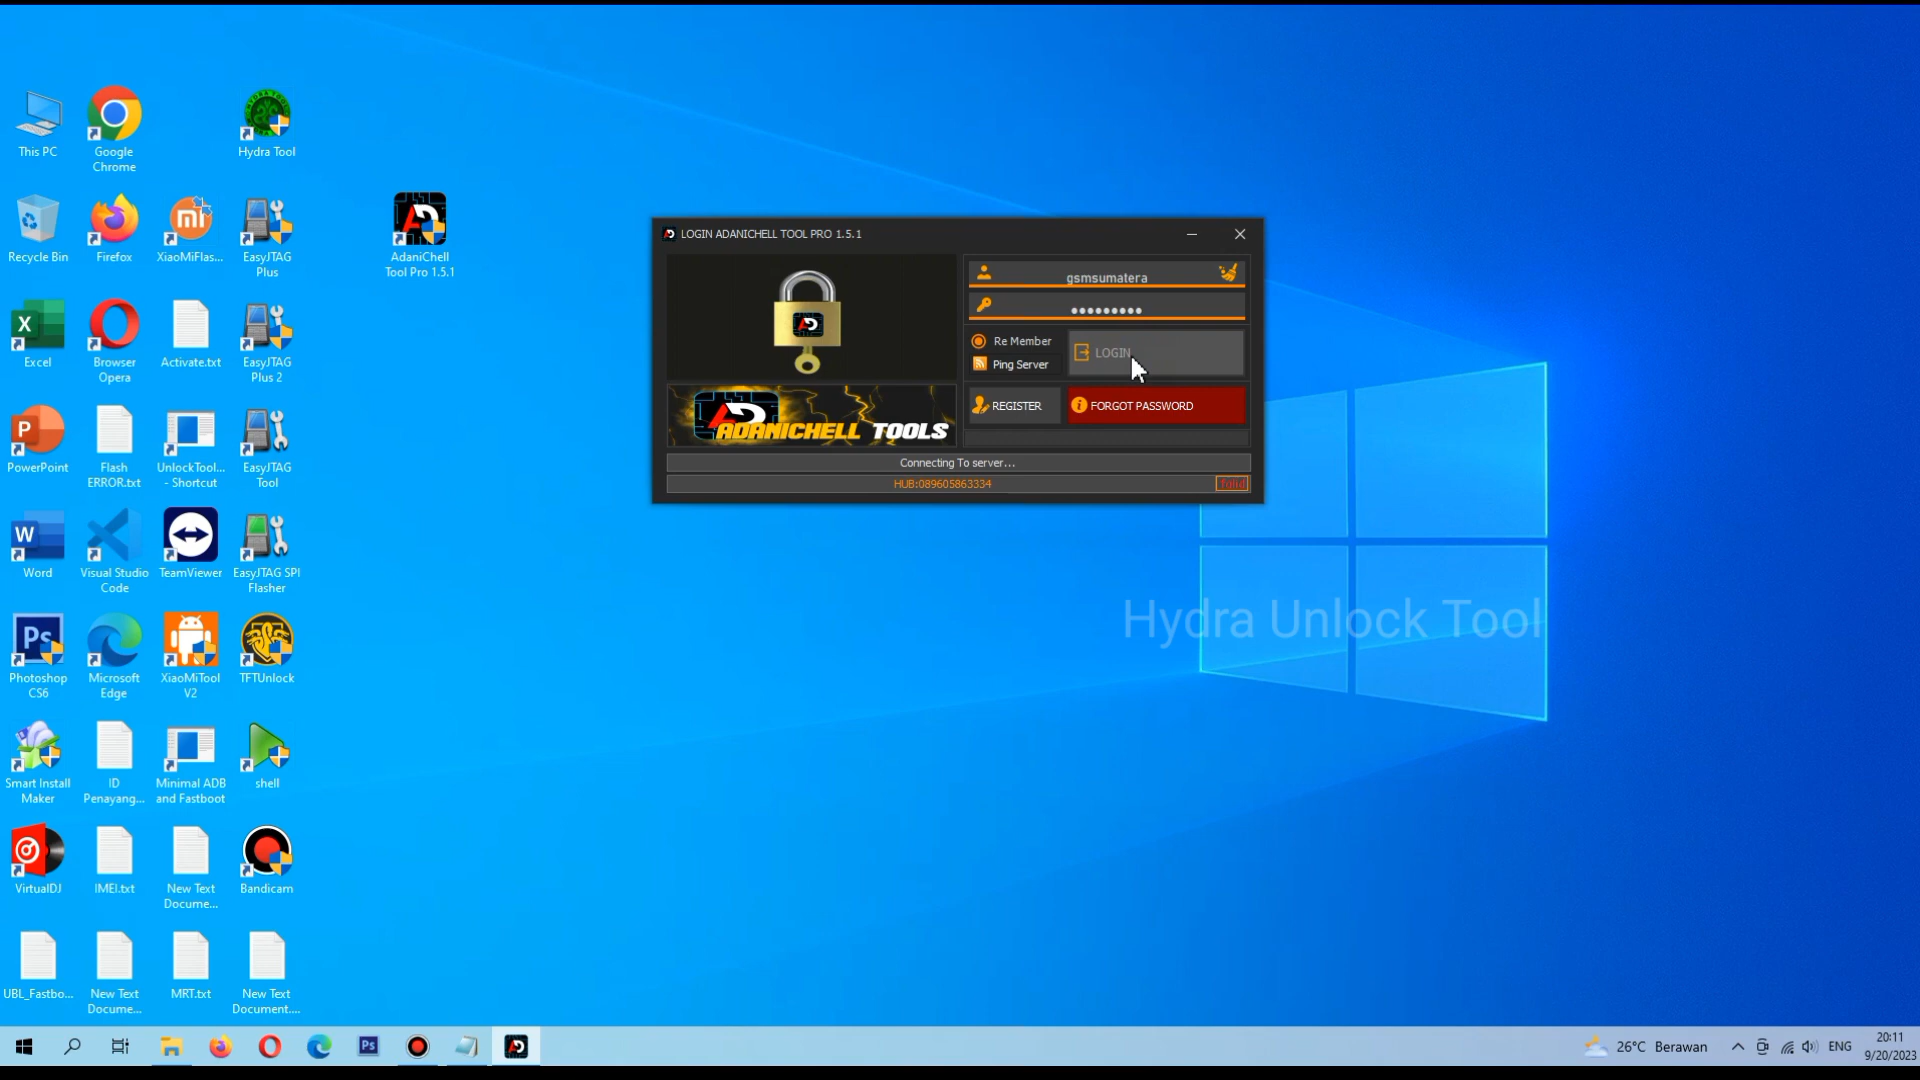 This PC
Google
Chrome
Hydra Tool
Recycle Bin
Firefox
XiaoMiFlas...
EasyJTAG
Plus
AdaniChell
Tool Pro 1.5.1
Excel
Browser
Opera
Activate.txt
EasyJTAG
Plus 2
PowerPoint
Flash
ERROR.txt
UnlockTool...
- Shortcut
EasyJTAG
Tool
Word
Visual Studio
Code
TeamViewer
EasyJTAG SPI
Flasher
Photoshop
CS6
Microsoft
Edge
XiaoMiTool
V2
TFTUnlock
Smart Install
Maker
ID
Penayang...
Minimal ADB
and Fastboot
shell
VirtualDJ
IMEI.txt
New Text
Docume...
Bandicam
UBL_Fastbo...
New Text
Docume...
MRT.txt
New Text
Document....
LOGIN ADANICHELL TOOL PRO 1.5.1
gsmsumatera
•••••••••
Re Member
LOGIN
Ping Server
REGISTER
FORGOT PASSWORD
ADANICHELL TOOLS
Connecting To server...
HUB:089605863334
Hydra Unlock Tool
26°C Berawan
ENG
20:11
9/20/2023